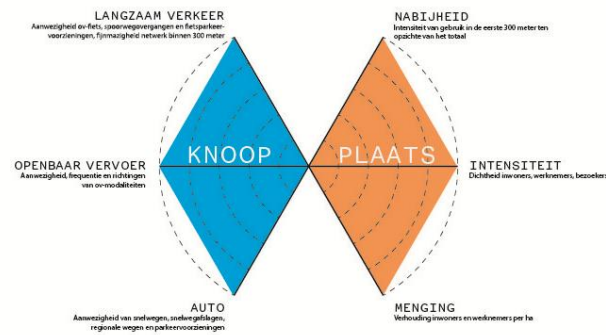 LANGZAAM VERKEER
Aanwezigheid ov-fiets, spoorwegovergangen en fietsparkeer-
voorzieningen, fijnmazigheid netwerk binnen 300 meter
NABIJHEID
Intensiteit van gebruik in de eerste 300 meter ten
opzichte van het totaal
KNOOP
PLAATS
OPENBAAR VERVOER
Aanwezigheid, frequentie en richtingen
van ov-modaliteiten
INTENSITEIT
Dichtheid inwoners, werknemers, bezoekers
AUTO
Aanwezigheid van snelwegen, snelwegafslagen,
regionale wegen en parkeervoorzieningen
MENGING
Verhouding inwoners en werknemers per ha